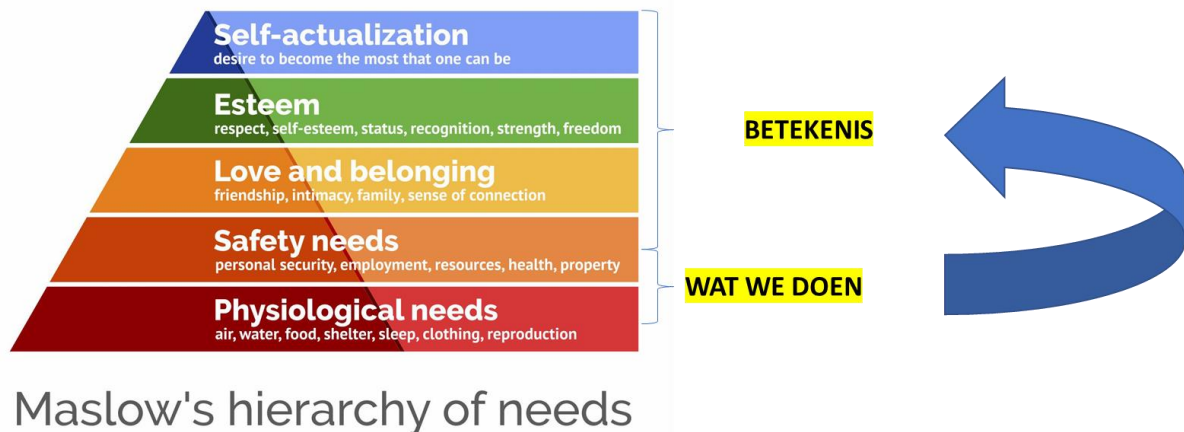 Self-actualization
desire to become the most that one can be
Esteem
respect, self-esteem, status, recognition, strength, freedom
BETEKENIS
Love and belonging
friendship, intimacy, family, sense of connection
Safety needs
personal security, employment, resources, health, property
WAT WE DOEN
Physiological needs
air, water, food, shelter, sleep, clothing, reproduction
Maslow's hierarchy of needs